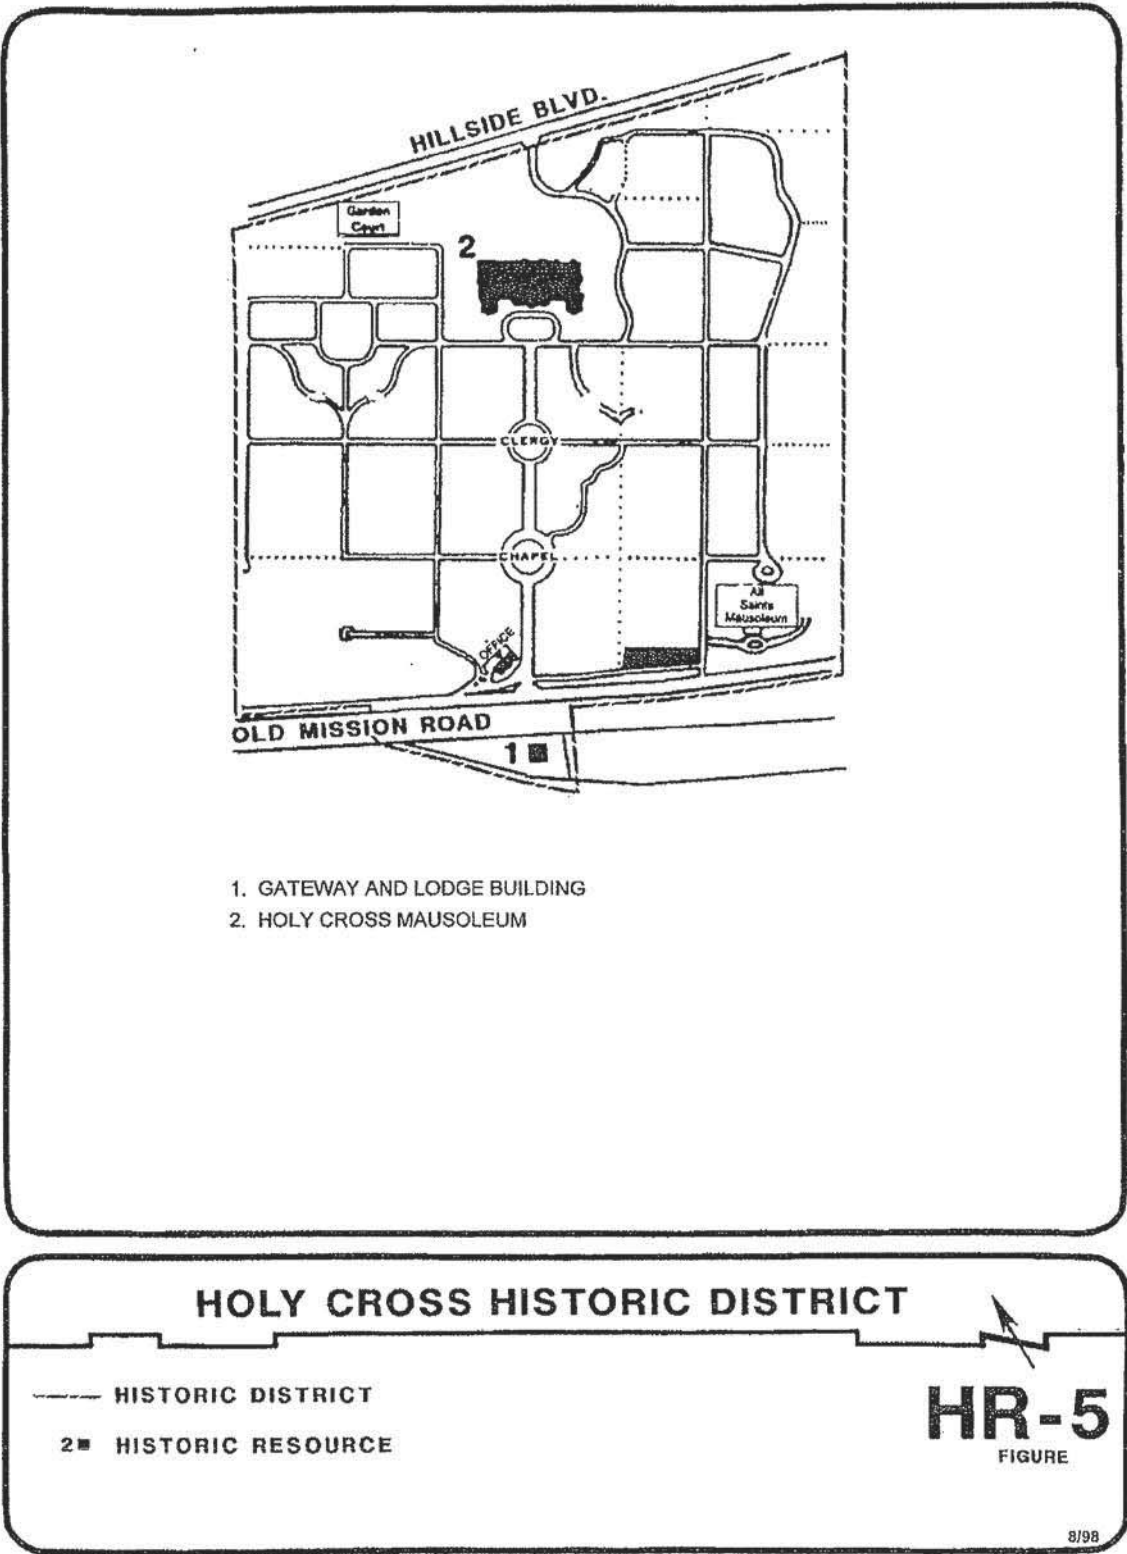 HILLSIDE BLVD.
Garden
Court
2
CLERGY
CHAPEL
All
Saints
Mausoleum
OFFICE
OLD MISSION ROAD
1
1. GATEWAY AND LODGE BUILDING
2. HOLY CROSS MAUSOLEUM
HOLY CROSS HISTORIC DISTRICT
HISTORIC DISTRICT
2 HISTORIC RESOURCE
HR-5
FIGURE
8/98